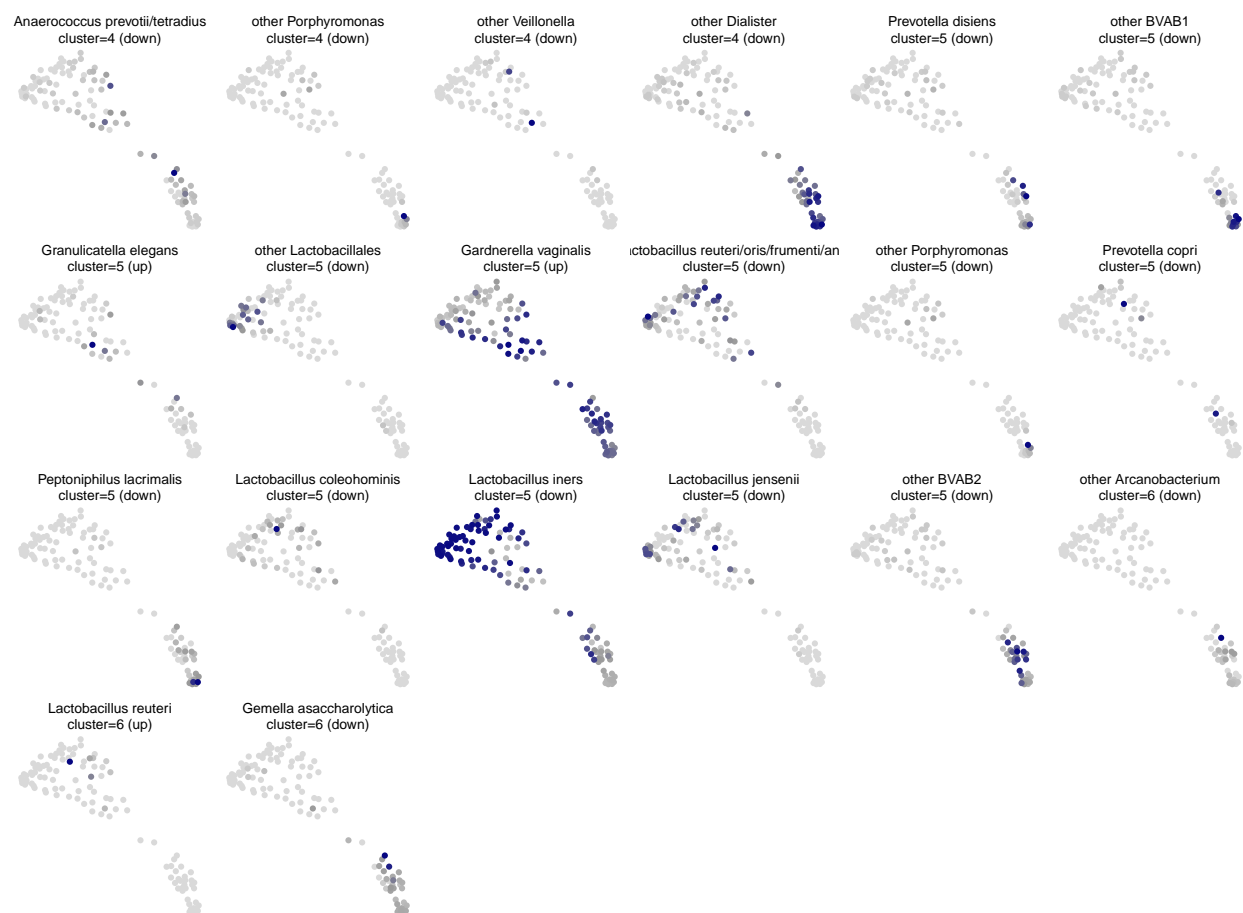 Anaerococcus prevotii/tetradius
cluster=4 (down)
other Porphyromonas
cluster=4 (down)
other Veillonella
cluster=4 (down)
other Dialister
cluster=4 (down)
Prevotella disiens
cluster=5 (down)
other BVAB1
cluster=5 (down)
Granulicatella elegans
cluster=5 (up)
other Lactobacillales
cluster=5 (down)
Gardnerella vaginalis
cluster=5 (up)
actobacillus reuteri/oris/frumenti/an
cluster=5 (down)
other Porphyromonas
cluster=5 (down)
Prevotella copri
cluster=5 (down)
Peptoniphilus lacrimalis
cluster=5 (down)
Lactobacillus coleohominis
cluster=5 (down)
Lactobacillus iners
cluster=5 (down)
Lactobacillus jensenii
cluster=5 (down)
other BVAB2
cluster=5 (down)
other Arcanobacterium
cluster=6 (down)
Lactobacillus reuteri
cluster=6 (up)
Gemella asaccharolytica
cluster=6 (down)